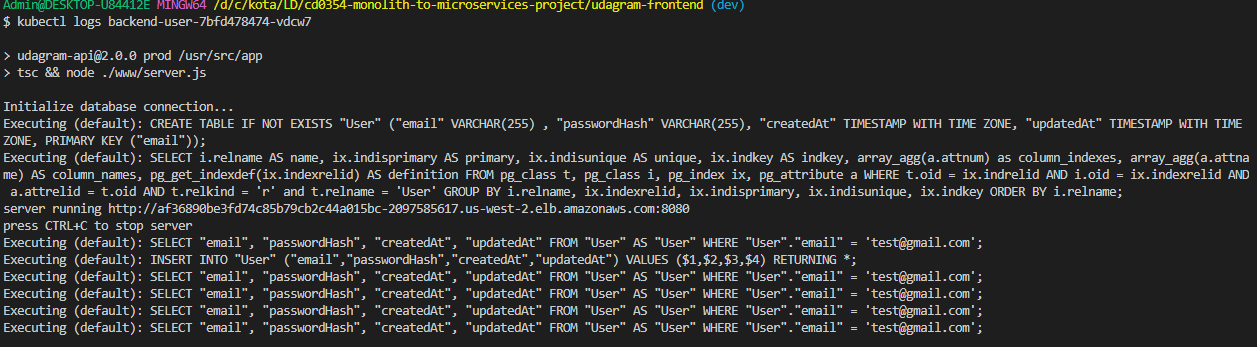 Admin@DESKTOP-U84412E MINGW64 /d/c/kota/LD/cd0354-monolith-to-microservices-project/udagram-frontend (dev)
$ kubectl logs backend-user-7bfd478474-vdcw7
> udagram-api@2.0.0 prod /usr/src/app
> tsc && node ./www/server.js
Initialize database connection...
Executing (default): CREATE TABLE IF NOT EXISTS "User" ("email" VARCHAR(255) , "passwordHash" VARCHAR(255), "createdAt" TIMESTAMP WITH TIME ZONE, "updatedAt" TIMESTAMP WITH TIME
ZONE, PRIMARY KEY ("email"));
Executing (default): SELECT i.relname AS name, ix.indisprimary AS primary, ix.indisunique AS unique, ix.indkey AS indkey, array_agg(a.attnum) as column_indexes, array_agg(a.attna
me) AS column_names, pg_get_indexdef(ix.indexrelid) AS definition FROM pg_class t, pg_class i, pg_index ix, pg_attribute a WHERE t.oid = ix.indrelid AND i.oid = ix.indexrelid AND
a.attrelid = t.oid AND t.relkind = 'r' and t.relname = 'User' GROUP BY i.relname, ix.indexrelid, ix.indisprimary, ix.indisunique, ix.indkey ORDER BY i.relname;
server running http://af36890be3fd74c85b79cb2c44a015bc-2097585617.us-west-2.elb.amazonaws.com:8080
press CTRL+C to stop server
Executing (default): SELECT "email", "passwordHash", "createdAt", "updatedAt" FROM "User" AS "User" WHERE "User"."email" = 'test@gmail.com';
Executing (default): INSERT INTO "User" ("email","passwordHash","createdAt","updatedAt") VALUES ($1,$2,$3,$4) RETURNING *;
Executing (default): SELECT "email", "passwordHash", "createdAt", "updatedAt" FROM "User" AS "User" WHERE "User"."email" = 'test@gmail.com';
Executing (default): SELECT "email", "passwordHash", "createdAt", "updatedAt" FROM "User" AS "User" WHERE "User"."email" = 'test@gmail.com';
Executing (default): SELECT "email", "passwordHash", "createdAt", "updatedAt" FROM "User" AS "User" WHERE "User"."email" = 'test@gmail.com';
Executing (default): SELECT "email", "passwordHash", "createdAt", "updatedAt" FROM "User" AS "User" WHERE "User"."email" = 'test@gmail.com';